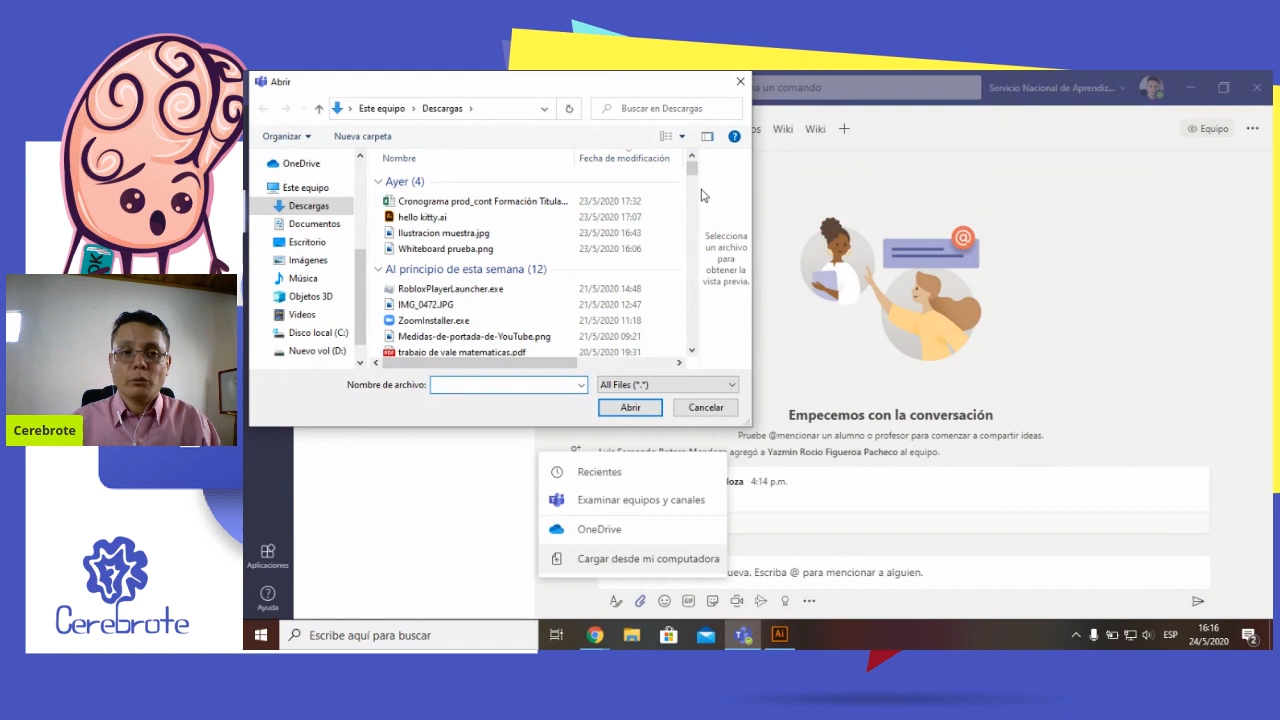 Abrir
Este equipo > Descargas >
Buscar en Descargas
Organizar
Nueva carpeta
OneDrive
Este equipo
Descargas
Documentos
Escritorio
Imágenes
Música
Objetos 3D
Videos
Disco local (C:)
Nuevo vol (D:)
Nombre
Fecha de modificación
Ayer (4)
Cronograma prod_cont Formación Titula... 23/5/2020 17:32
hello kitty.ai 23/5/2020 17:07
Ilustracion muestra.jpg 23/5/2020 16:43
Whiteboard prueba.png 23/5/2020 16:06
Al principio de esta semana (12)
RobloxPlayerLauncher.exe 21/5/2020 14:48
IMG_0472.JPG 21/5/2020 12:47
ZoomInstaller.exe 21/5/2020 11:18
Medidas-de-portada-de-YouTube.png 21/5/2020 09:21
trabajo de vale matematicas.pdf 20/5/2020 19:31
Selecciona
un archivo
para
obtener la
vista previa.
Nombre de archivo:
All Files (*.*)
Abrir
Cancelar
un comando
Servicio Nacional de Aprendiz...
Wiki
Wiki
Equipo
@
Empecemos con la conversación
Pruebe @mencionar un alumno o profesor para comenzar a compartir ideas.
agregó a Yazmin Rocio Figueroa Pacheco al equipo.
4:14 p.m.
Recientes
Examinar equipos y canales
OneDrive
Cargar desde mi computadora
ueva. Escriba @ para mencionar a alguien.
GIF
Aplicaciones
Ayuda
Cerebrote
Cerebrote
Escribe aquí para buscar
Ai
ESP
16:16
24/5/2020
2